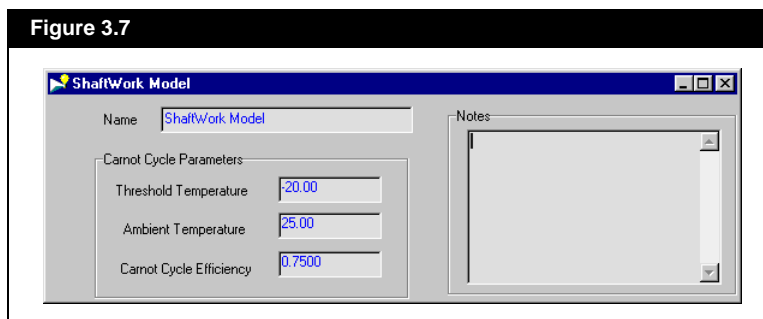 Figure 3.7
ShaftWork Model
Name ShaftWork Model
Notes
Carnot Cycle Parameters
Threshold Temperature -20.00
Ambient Temperature 25.00
Carnot Cycle Efficiency 0.7500